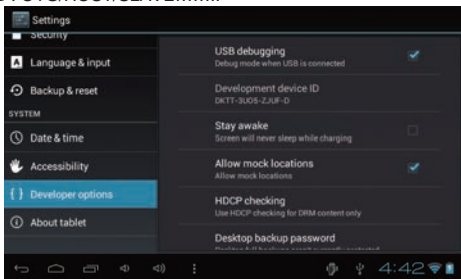 Settings
Security
Language & input
Backup & reset
SYSTEM
Date & time
Accessibility
{ } Developer options
About tablet
USB debugging
Debug mode when USB is connected
Development device ID
DKTT-3UO5-ZJUF-D
Stay awake
Screen will never sleep while charging
Allow mock locations
Allow mock locations
HDCP checking
Use HDCP checking for DRM content only
Desktop backup password
4:42